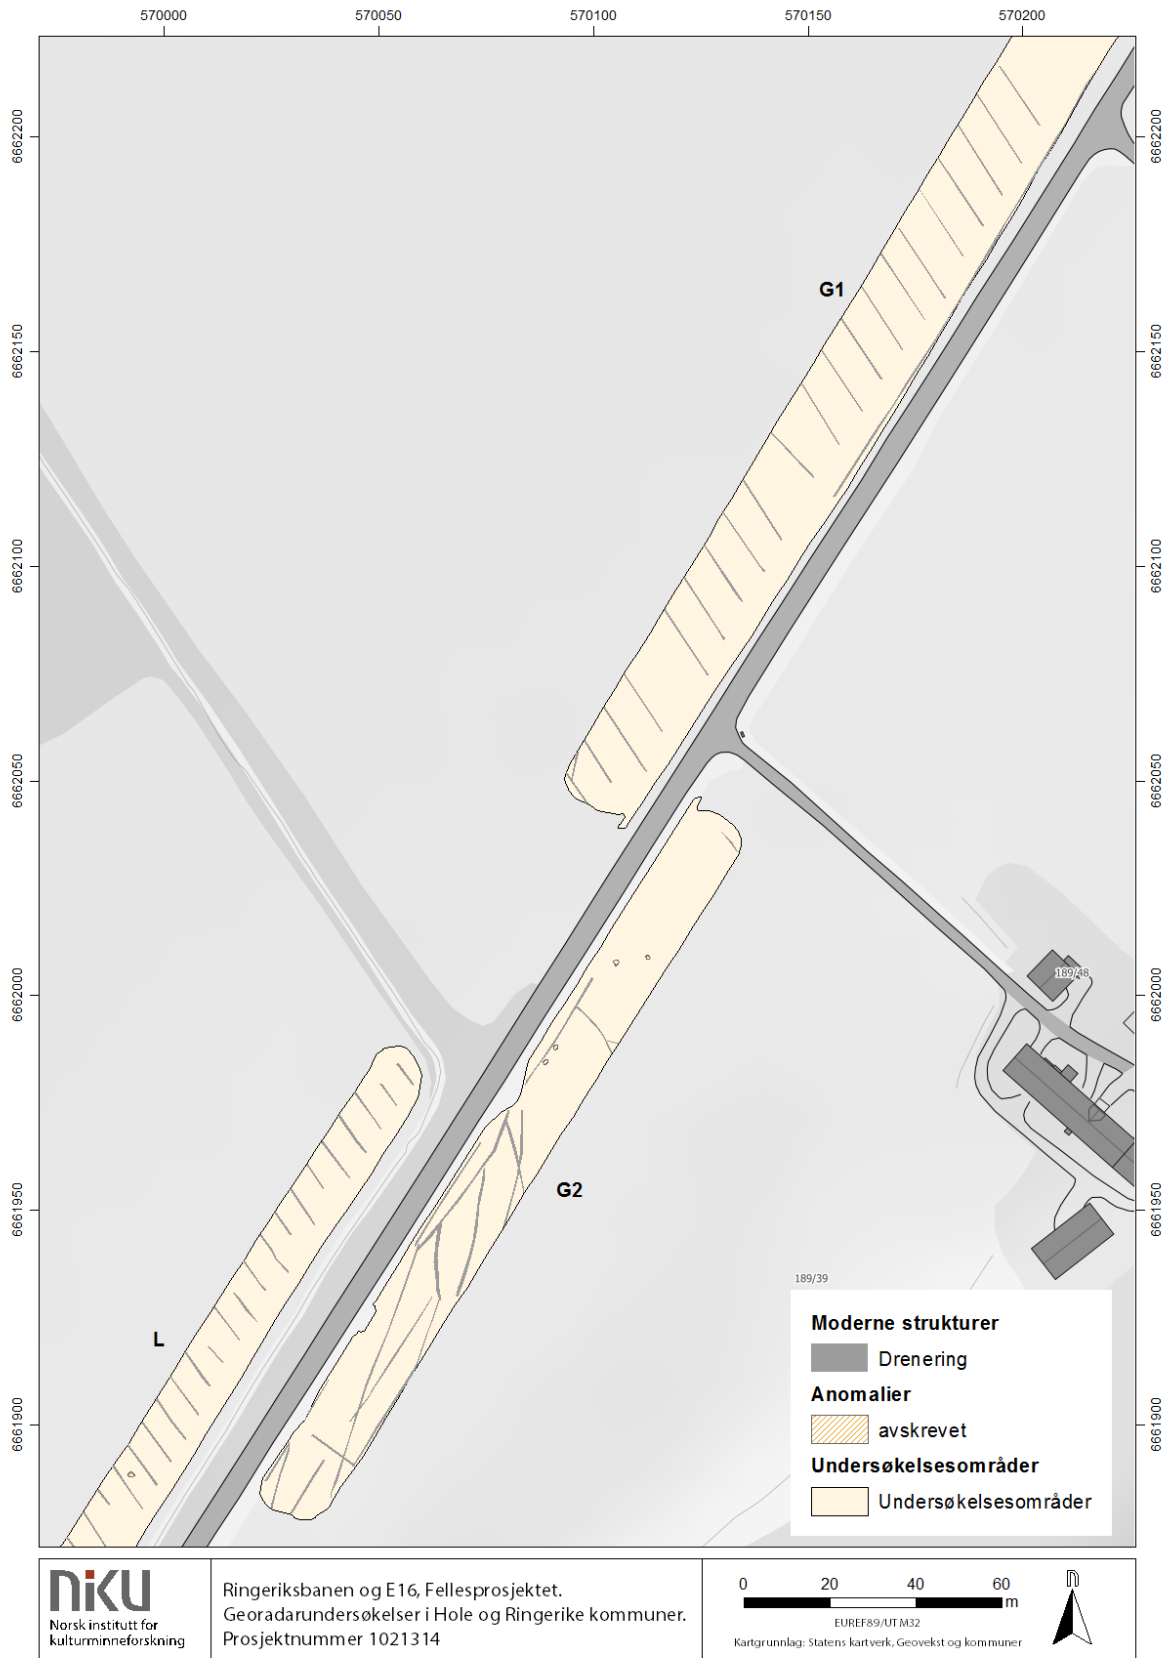 570000 570050 570100 570150 570200
6662200 6662200
G1
6662150 6662150
6662100 6662100
6662050 6662050
189/48
6662000 6662000
G2
6661950 6661950
189/39
L
6661900 6661900
Moderne strukturer
Drenering
Anomalier
avskrevet
Undersøkelsesområder
Undersøkelsesområder
niku
Norsk institutt for
kulturminneforskning
Ringeriksbanen og E16, Fellesprosjektet.
Georadarundersøkelser i Hole og Ringerike kommuner.
Prosjektnummer 1021314
0 20 40 60
m
EUREF89/UTM32
Kartgrunnlag: Statens kartverk, Geovekst og kommuner
n